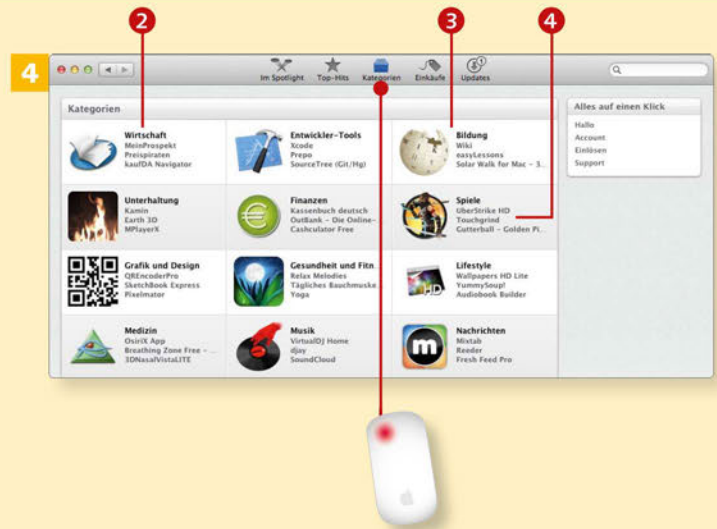 2
3
4
4
Im Spotlight
Top-Hits
Kategorien
Einkäufe
Updates
Kategorien
Wirtschaft
MeinProspekt
Preispiraten
kaufDA Navigator
Entwickler-Tools
Xcode
Prepo
SourceTree (Git/Hg)
Bildung
Wiki
easyLessons
Solar Walk for Mac – 3...
Unterhaltung
Kamin
Earth 3D
MPlayerX
Finanzen
Kassenbuch deutsch
OutBank – Die Online-...
Cashculator Free
Spiele
UberStrike HD
Touchgrind
Gutterball – Golden Pi...
Grafik und Design
QREncoderPro
SketchBook Express
Pixelmator
Gesundheit und Fitn...
Relax Melodies
Tägliches Bauchmuske...
Yoga
HD
Lifestyle
Wallpapers HD Lite
YummySoup!
Audiobook Builder
Medizin
OsiriX App
Breathing Zone Free – ...
3DNasalVistaLITE
Musik
VirtualDJ Home
djay
SoundCloud
m
Nachrichten
Mixtab
Reeder
Fresh Feed Pro
Alles auf einen Klick
Hallo
Account
Einlösen
Support